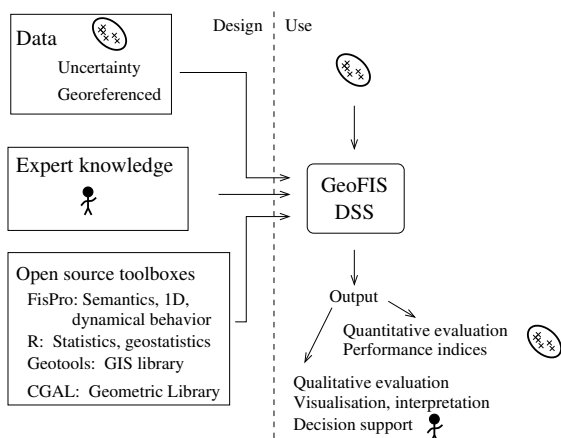 Design
Use
Data
Uncertainty
Georeferenced
Expert knowledge
Open source toolboxes
FisPro: Semantics, 1D,
dynamical behavior
R: Statistics, geostatistics
Geotools: GIS library
CGAL: Geometric Library
GeoFIS
DSS
Output
Quantitative evaluation
Performance indices
Qualitative evaluation
Visualisation, interpretation
Decision support